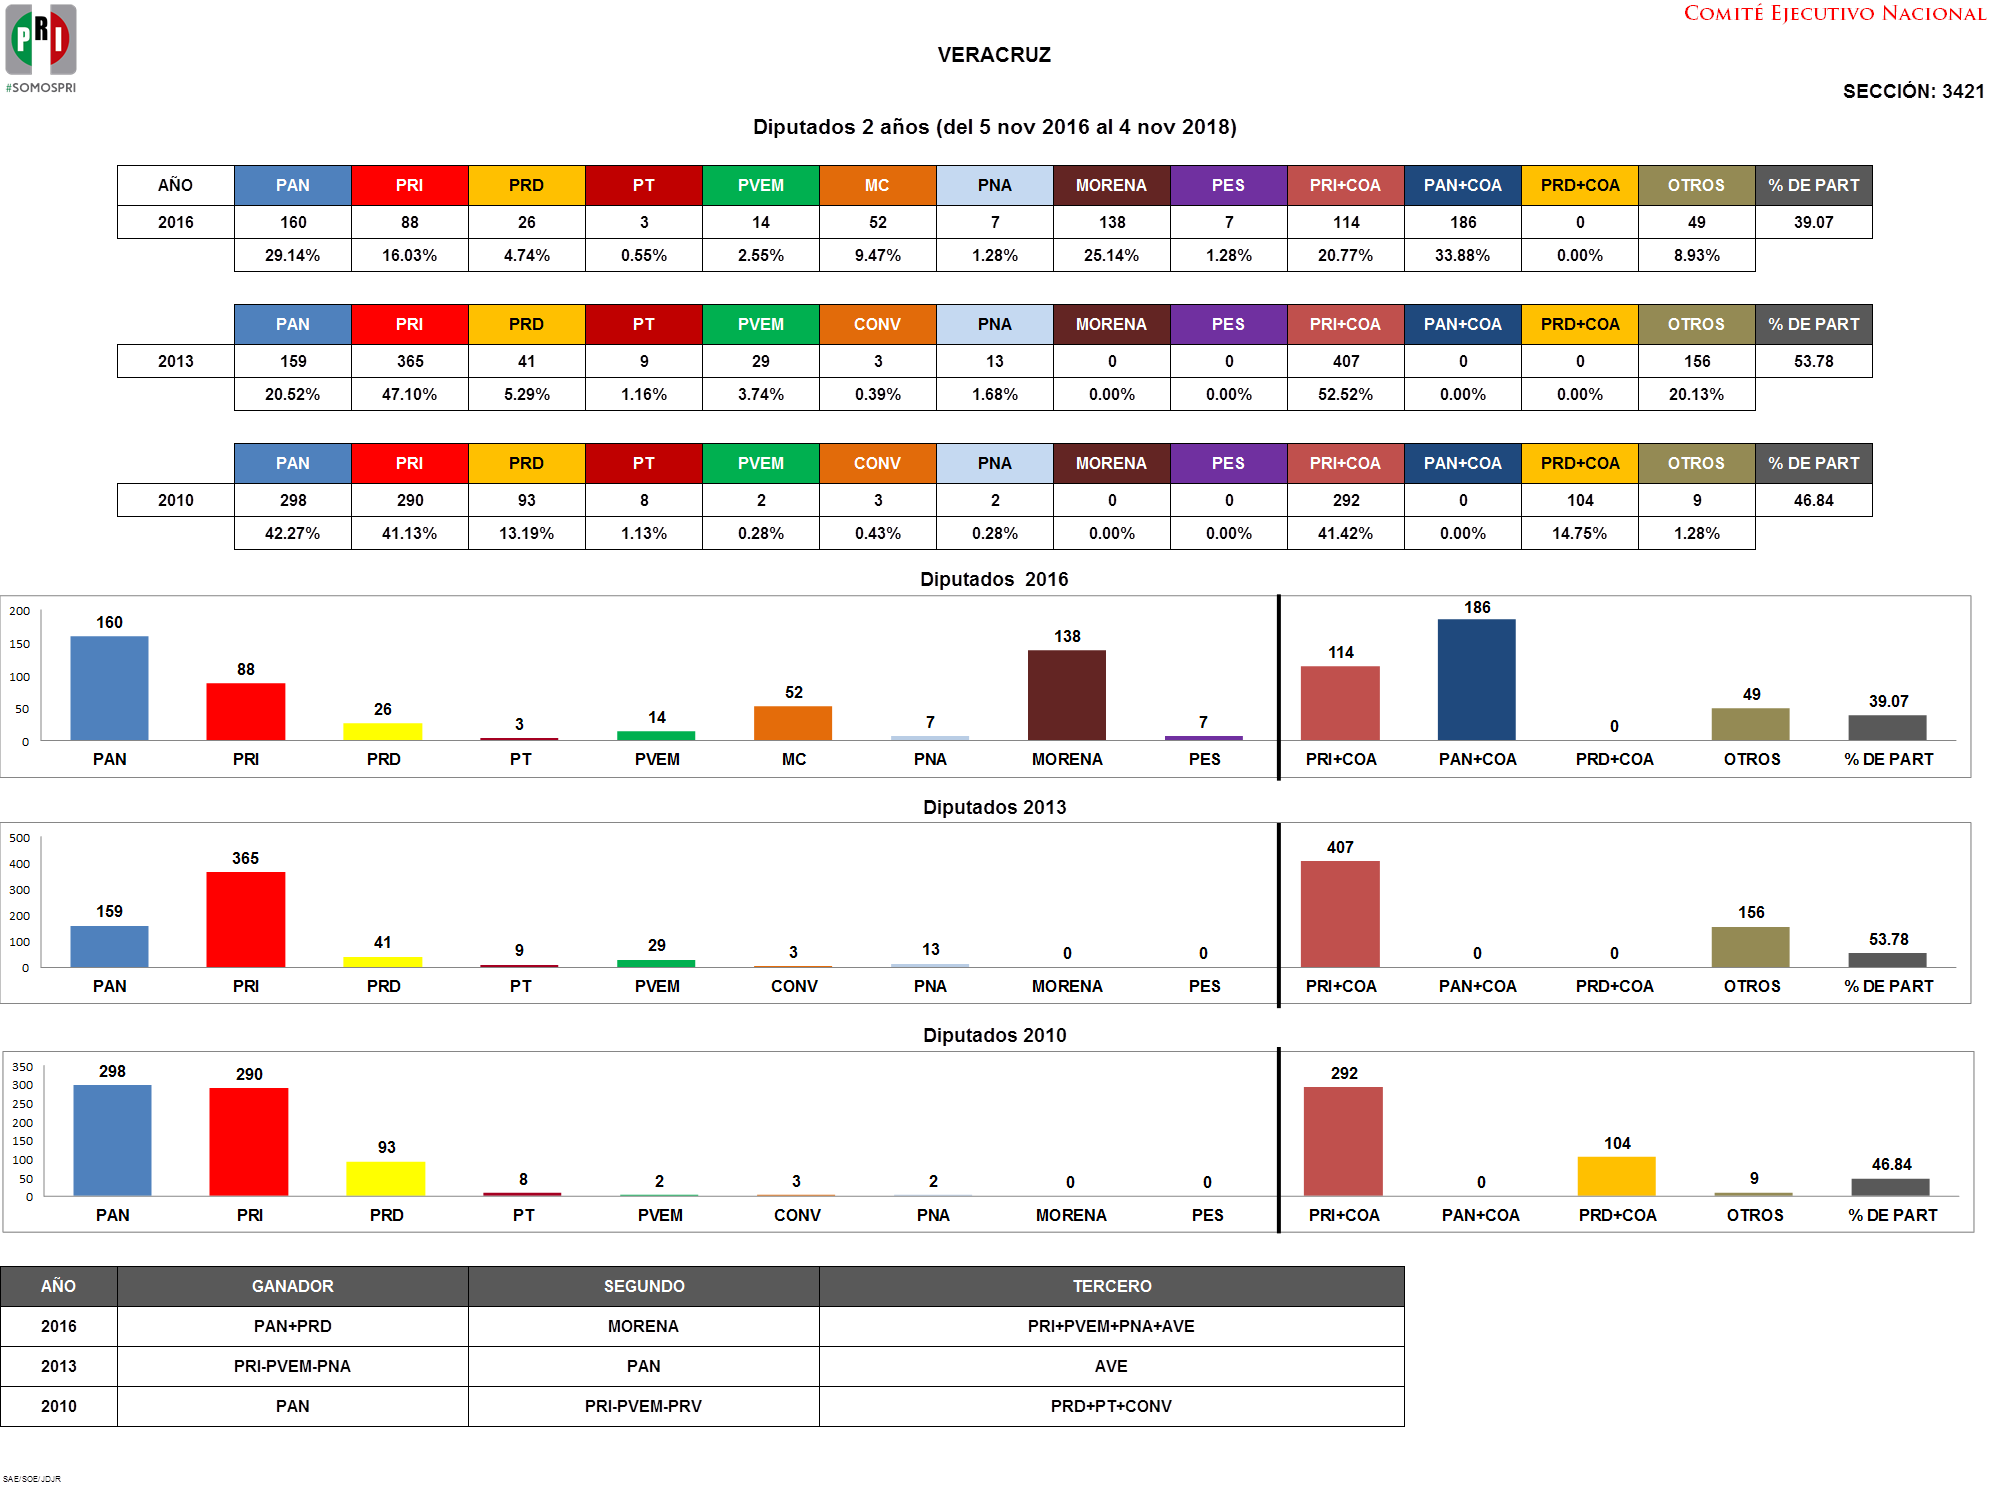 COMITÉ EJECUTIVO NACIONAL
PRI
#SOMOSPRI
VERACRUZ
SECCIÓN: 3421
Diputados 2 años (del 5 nov 2016 al 4 nov 2018)
AÑO PAN PRI PRD PT PVEM MC PNA MORENA PES PRI+COA PAN+COA PRD+COA OTROS % DE PART
2016 160 88 26 3 14 52 7 138 7 114 186 0 49 39.07
29.14% 16.03% 4.74% 0.55% 2.55% 9.47% 1.28% 25.14% 1.28% 20.77% 33.88% 0.00% 8.93%
PAN PRI PRD PT PVEM CONV PNA MORENA PES PRI+COA PAN+COA PRD+COA OTROS % DE PART
2013 159 365 41 9 29 3 13 0 0 407 0 0 156 53.78
20.52% 47.10% 5.29% 1.16% 3.74% 0.39% 1.68% 0.00% 0.00% 52.52% 0.00% 0.00% 20.13%
PAN PRI PRD PT PVEM CONV PNA MORENA PES PRI+COA PAN+COA PRD+COA OTROS % DE PART
2010 298 290 93 8 2 3 2 0 0 292 0 104 9 46.84
42.27% 41.13% 13.19% 1.13% 0.28% 0.43% 0.28% 0.00% 0.00% 41.42% 0.00% 14.75% 1.28%
Diputados 2016
200
150
100
50
0
160 88 26 3 14 52 7 138 7 114 186 0 49 39.07
PAN PRI PRD PT PVEM MC PNA MORENA PES PRI+COA PAN+COA PRD+COA OTROS % DE PART
Diputados 2013
500
400
300
200
100
0
159 365 41 9 29 3 13 0 0 407 0 0 156 53.78
PAN PRI PRD PT PVEM CONV PNA MORENA PES PRI+COA PAN+COA PRD+COA OTROS % DE PART
Diputados 2010
350
300
250
200
150
100
50
0
298 290 93 8 2 3 2 0 0 292 0 104 9 46.84
PAN PRI PRD PT PVEM CONV PNA MORENA PES PRI+COA PAN+COA PRD+COA OTROS % DE PART
AÑO GANADOR SEGUNDO TERCERO
2016 PAN+PRD MORENA PRI+PVEM+PNA+AVE
2013 PRI-PVEM-PNA PAN AVE
2010 PAN PRI-PVEM-PRV PRD+PT+CONV
SAE/SOE/JDJR